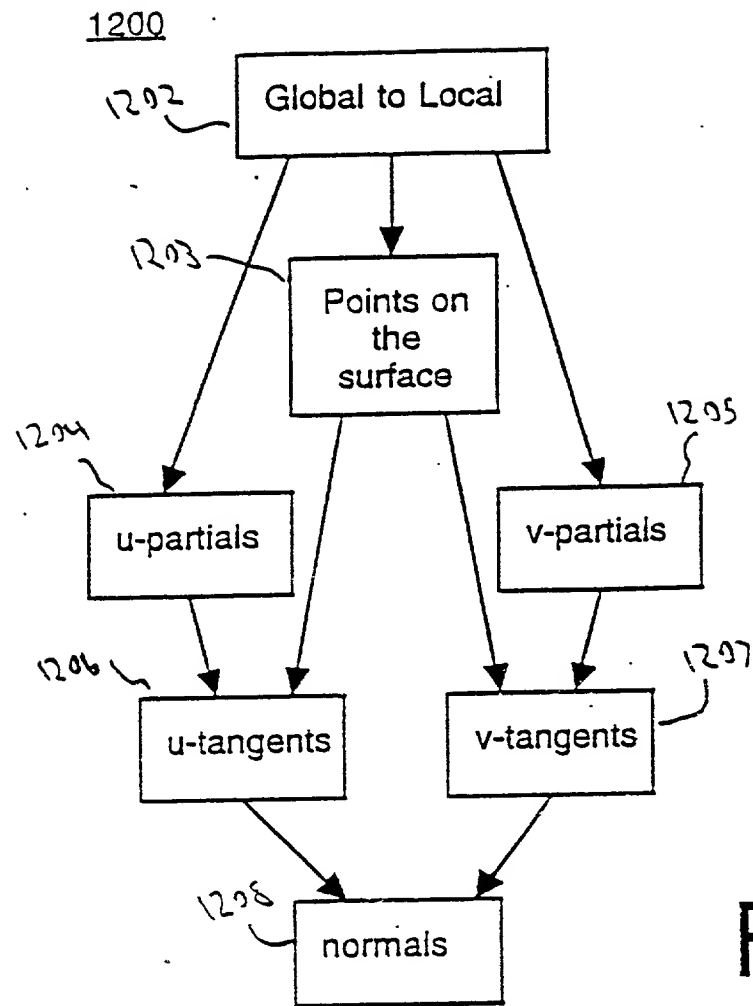 1200
1202
Global to Local
1203
Points on
the
surface
1204
1205
u-partials
v-partials
1206
1207
u-tangents
v-tangents
1208
normals